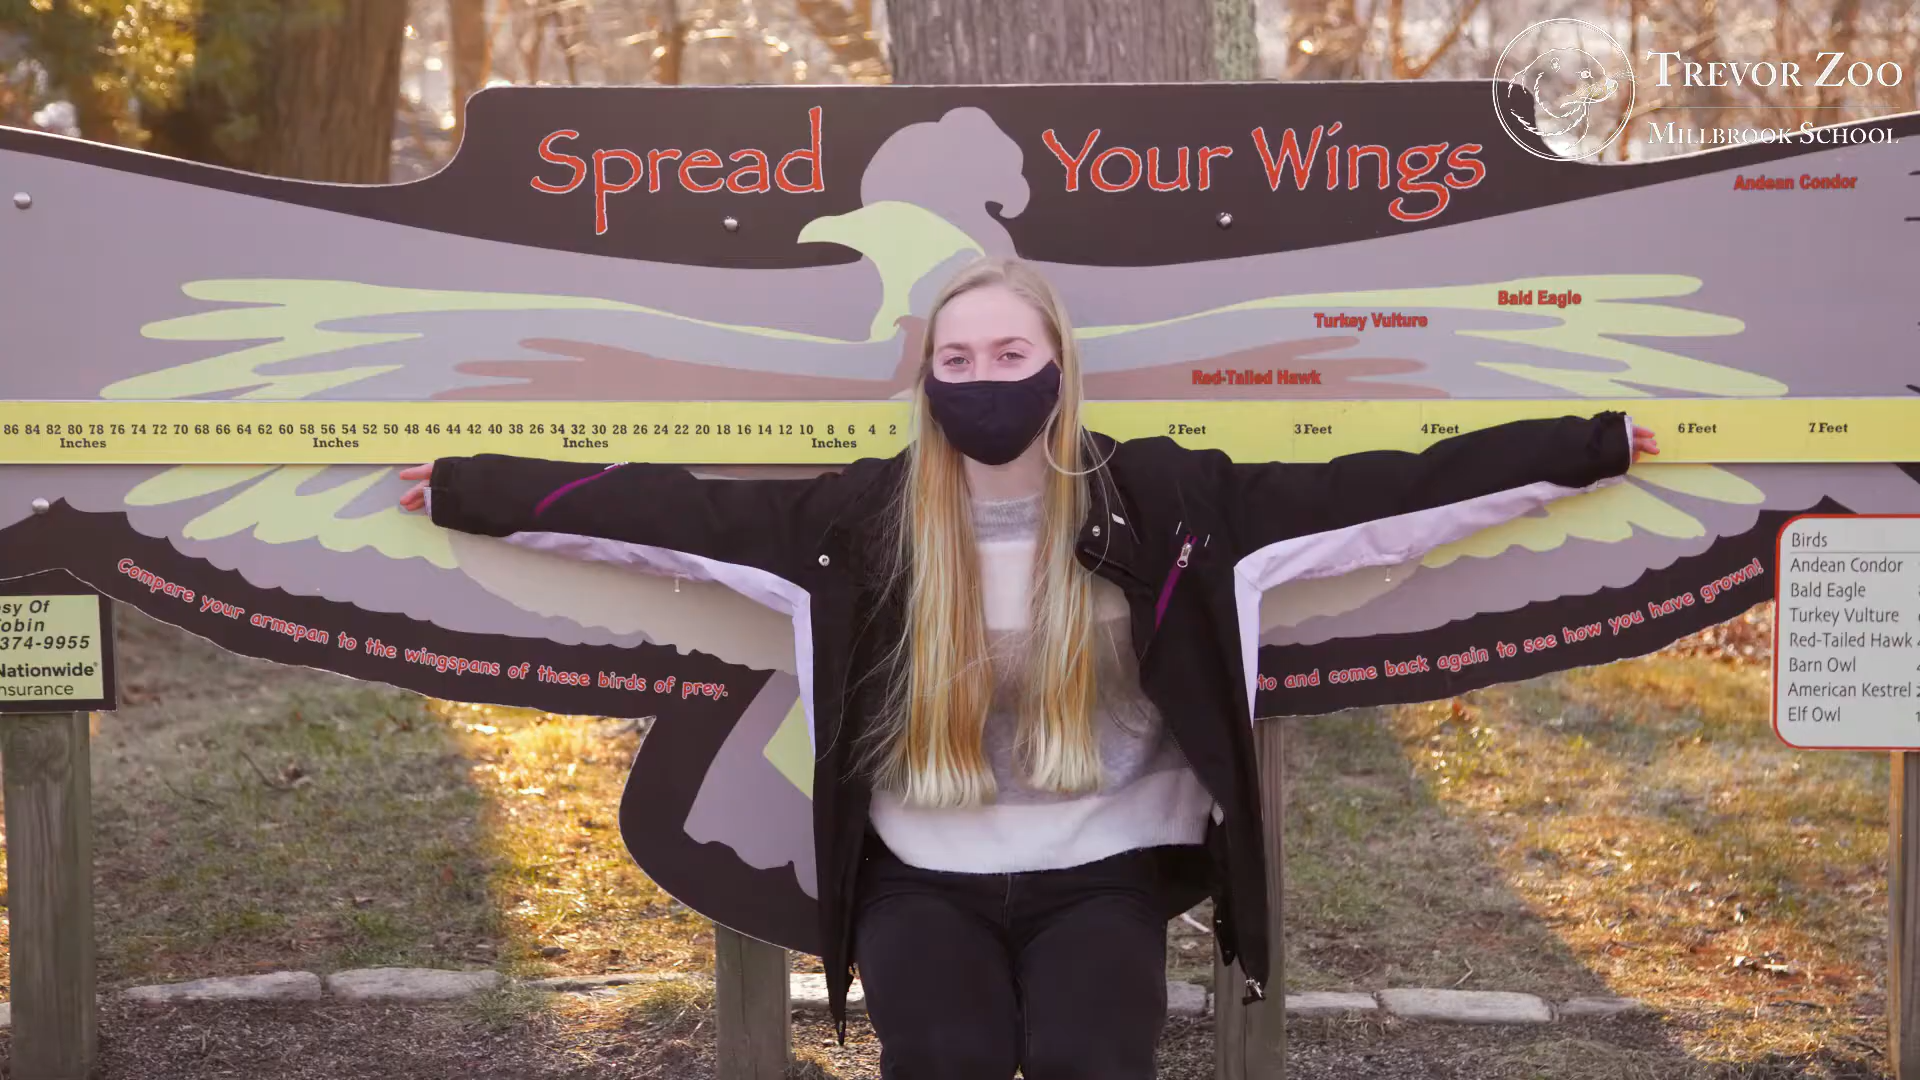 TREVOR ZOO
MILLBROOK SCHOOL
Spread Your Wings
Andean Condor
Bald Eagle
Turkey Vulture
Red-Tailed Hawk
86 84 82 80 78 76 74 72 70 68 66 64 62 60 58 56 54 52 50 48 46 44 42 40 38 36 34 32 30 28 26 24 22 20 18 16 14 12 10 8 6 4 2
Inches Inches Inches Inches
2 Feet 3 Feet 4 Feet 6 Feet 7 Feet
Compare your armspan to the wingspans of these birds of prey.
to and come back again to see how you have grown!
sy Of
obin
374-9955
Nationwide®
nsurance
Birds
Andean Condor
Bald Eagle
Turkey Vulture
Red-Tailed Hawk
Barn Owl
American Kestrel
Elf Owl